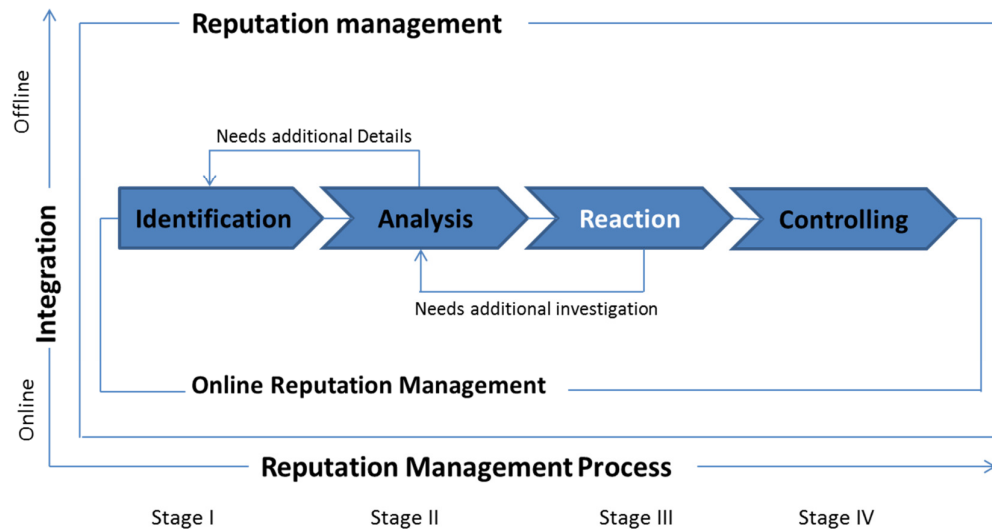 Reputation management
Offline
Needs additional Details
Identification
Analysis
Reaction
Controlling
Integration
Needs additional investigation
Online Reputation Management
Online
Reputation Management Process
Stage I
Stage II
Stage III
Stage IV